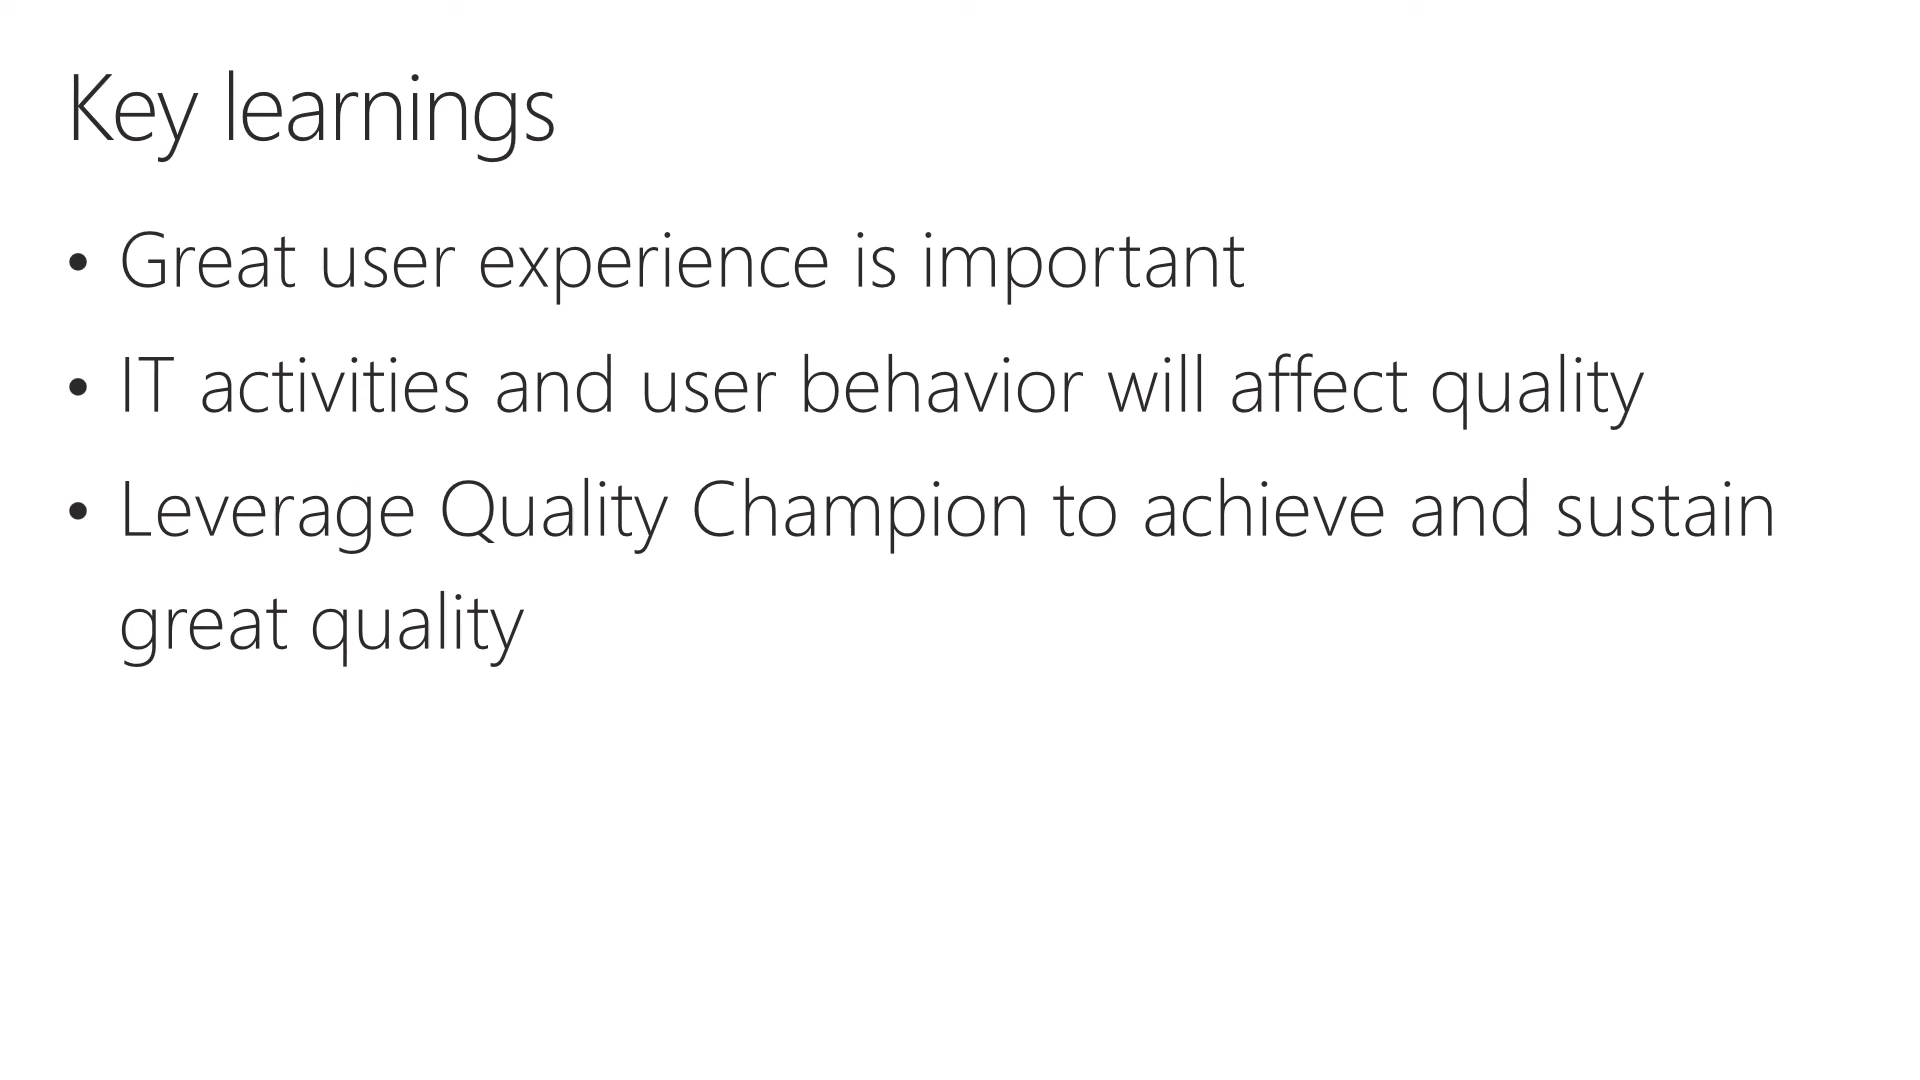 Key learnings
• Great user experience is important
• IT activities and user behavior will affect quality
• Leverage Quality Champion to achieve and sustain
great quality